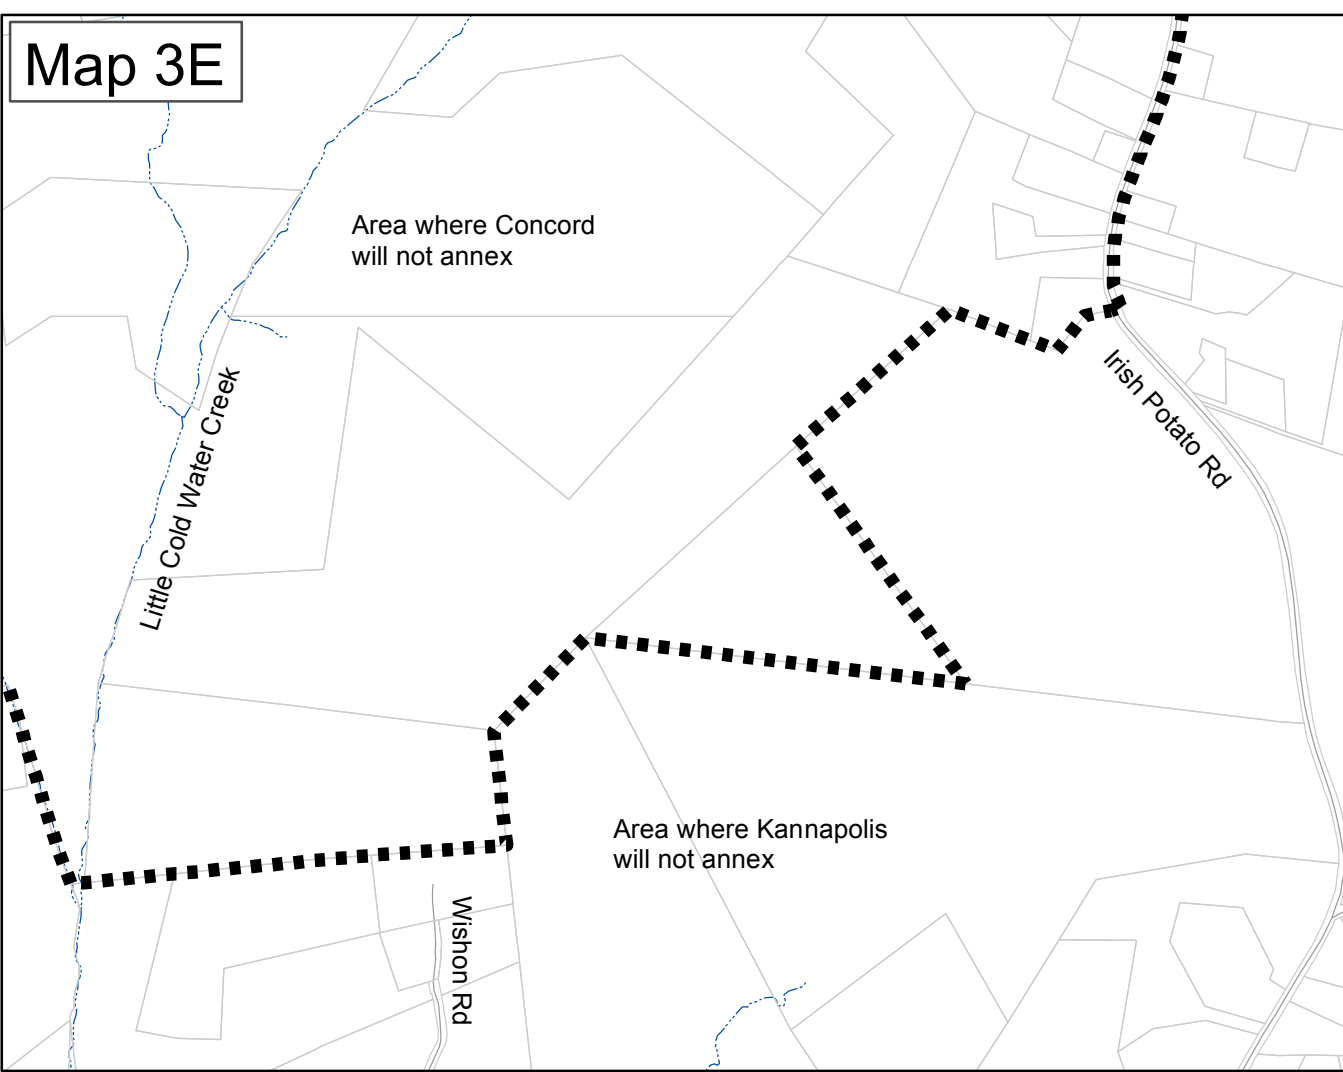 Map 3E
Area where Concord
will not annex
Irish Potato Rd
Little Cold Water Creek
Area where Kannapolis
will not annex
Wishon Rd